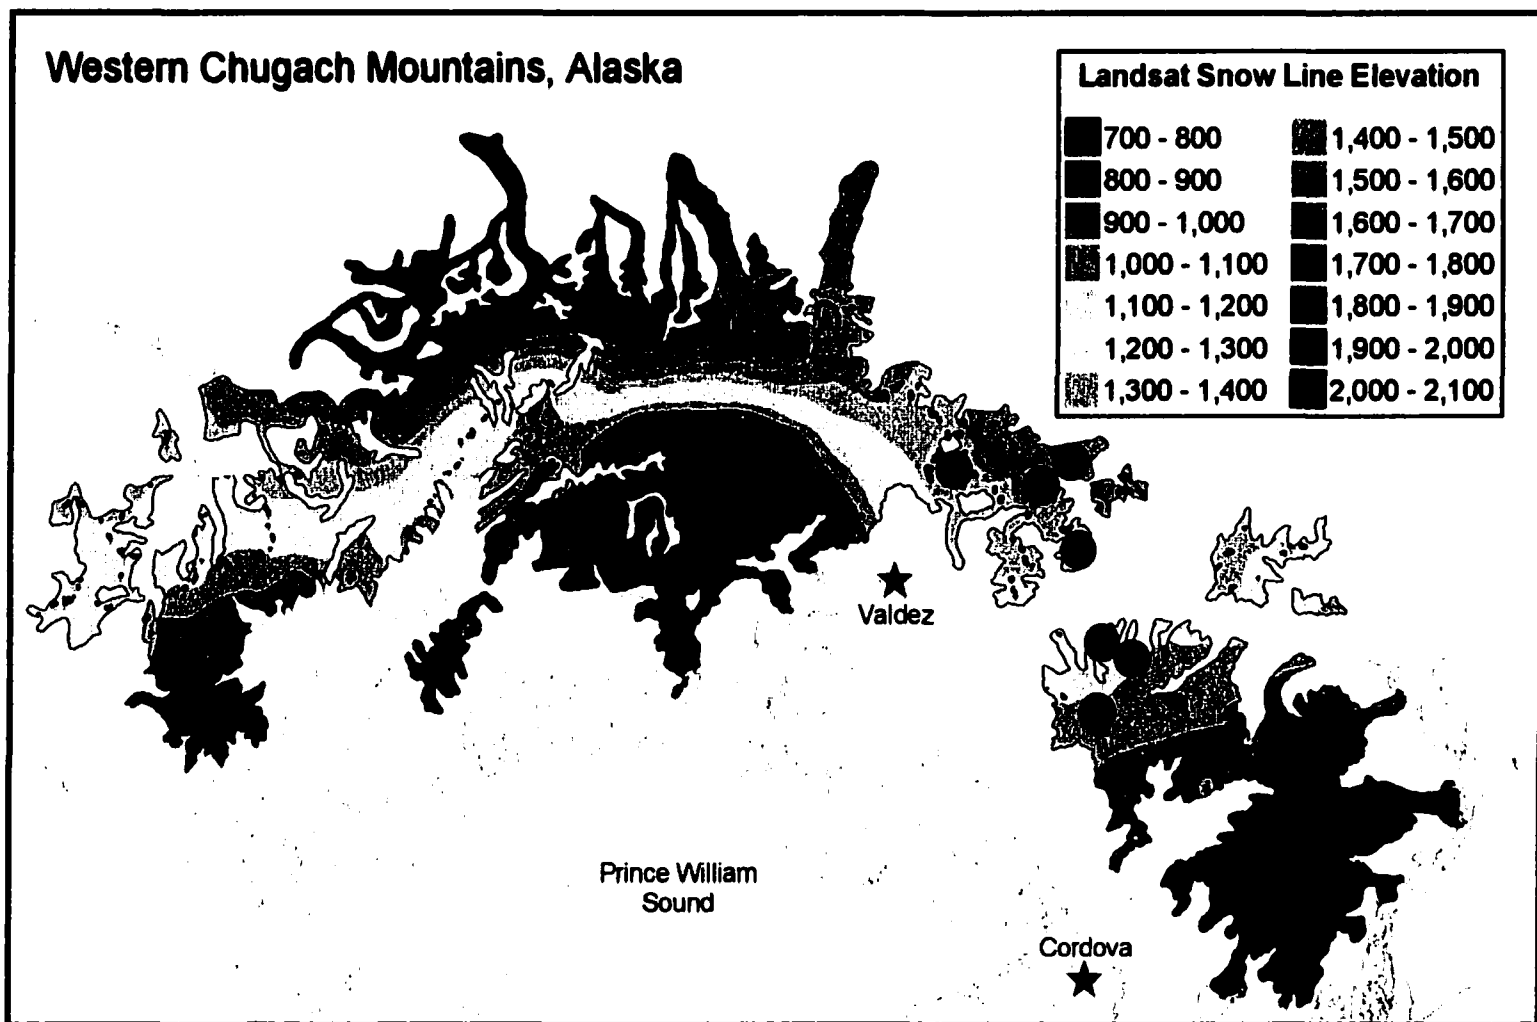 Western Chugach Mountains, Alaska
Landsat Snow Line Elevation
700 - 800
800 - 900
900 - 1,000
1,000 - 1,100
1,100 - 1,200
1,200 - 1,300
1,300 - 1,400
1,400 - 1,500
1,500 - 1,600
1,600 - 1,700
1,700 - 1,800
1,800 - 1,900
1,900 - 2,000
2,000 - 2,100
Valdez
Prince William
Sound
Cordova